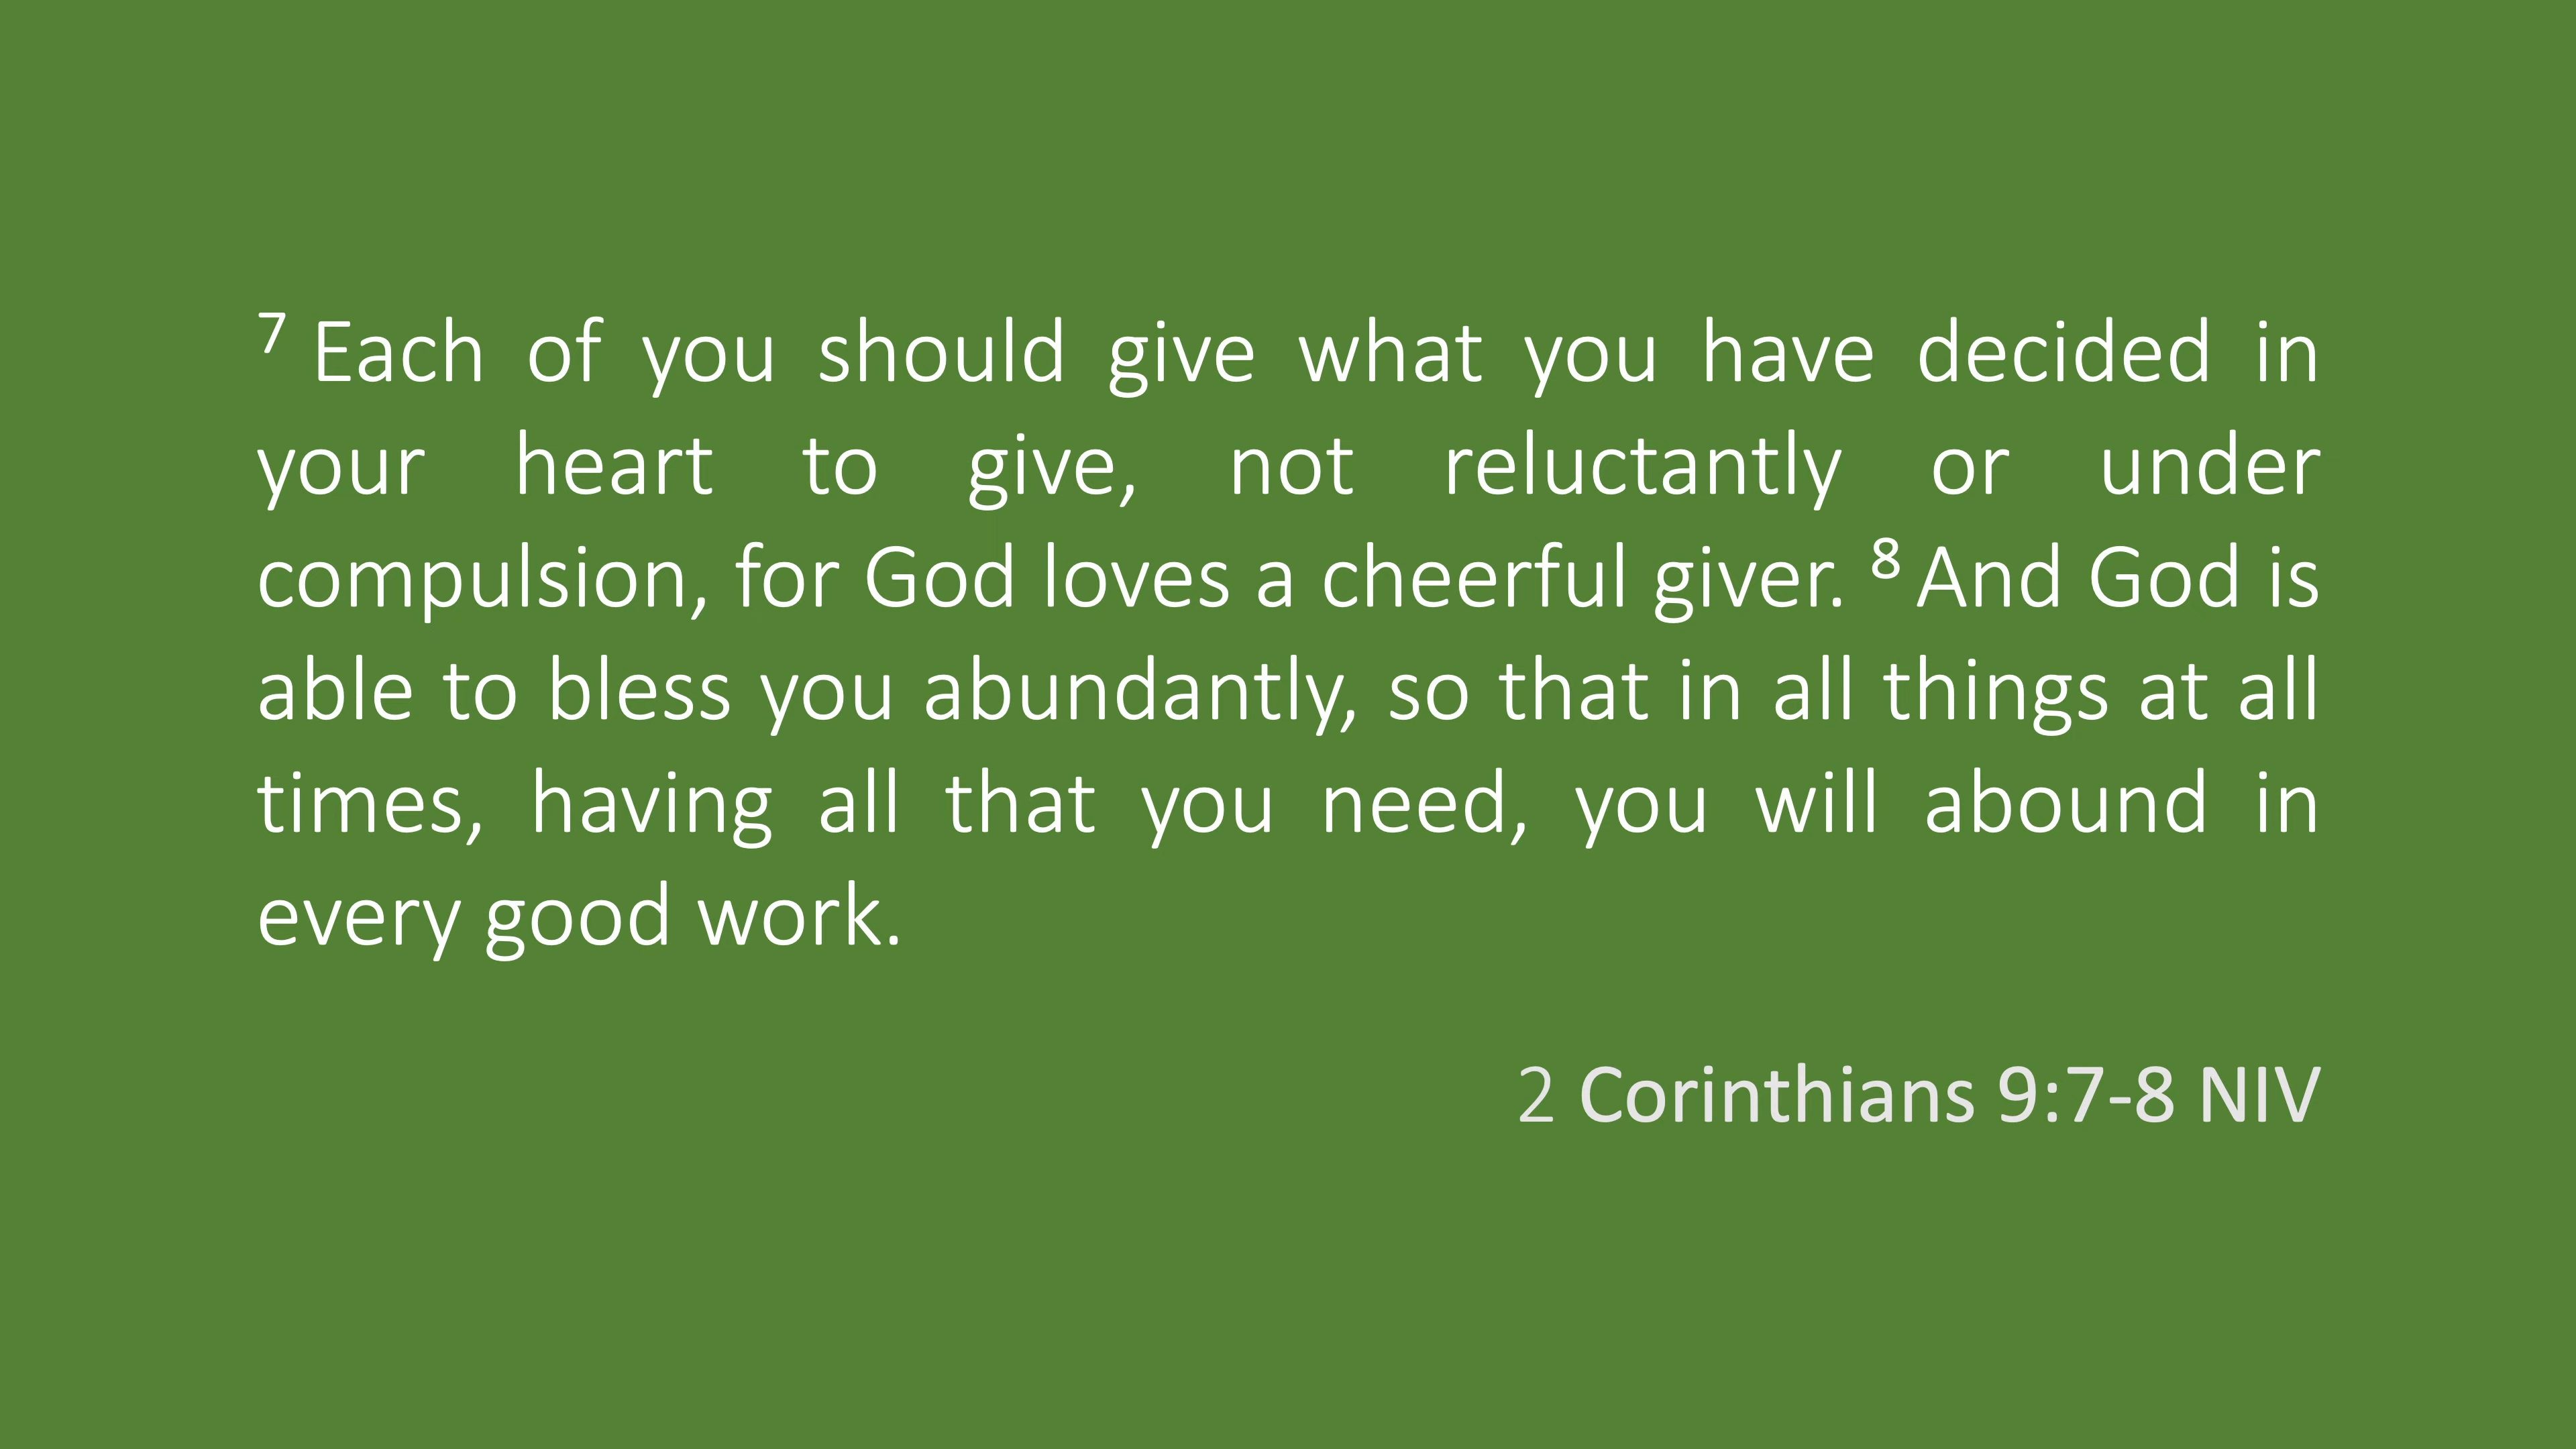 ⁷ Each of you should give what you have decided in
your heart to give, not reluctantly or under
compulsion, for God loves a cheerful giver. ⁸ And God is
able to bless you abundantly, so that in all things at all
times, having all that you need, you will abound in
every good work.
2 Corinthians 9:7-8 NIV